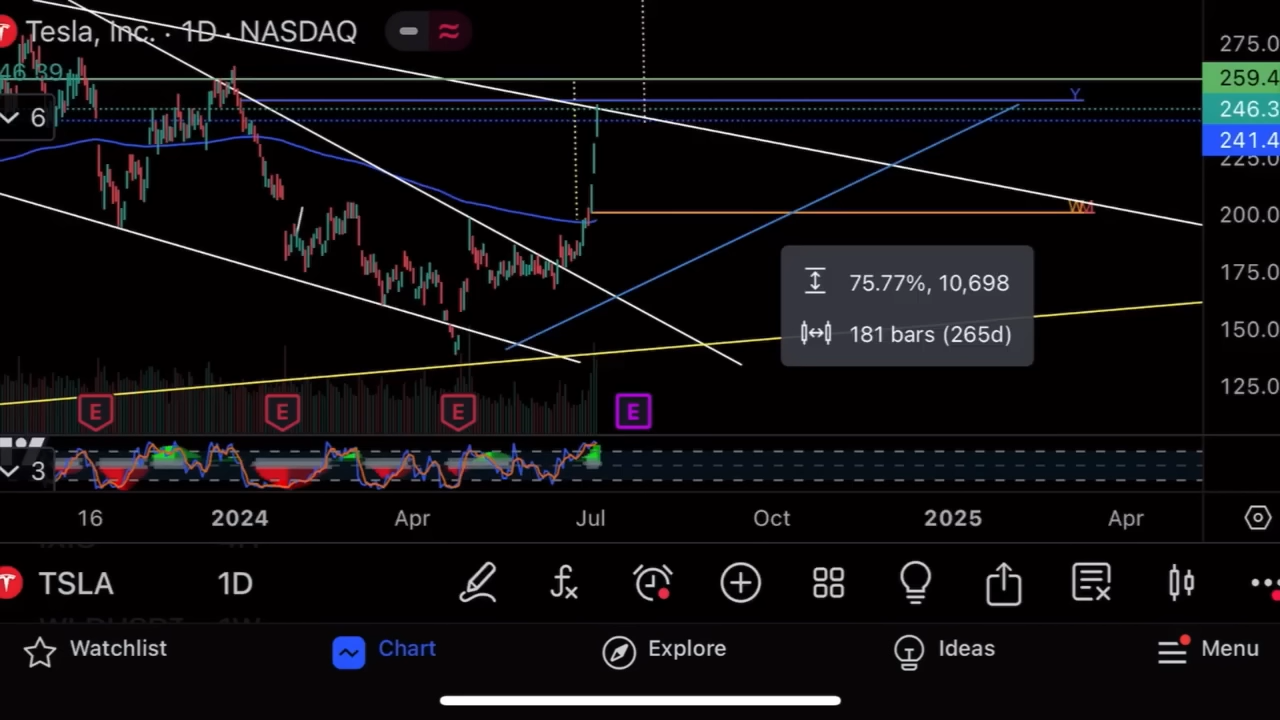 Tesla, Inc. · 1D · NASDAQ
275.0
46.39
259.4
Y
246.3
6
241.4
225.0
200.0
75.77%, 10,698
175.0
181 bars (265d)
150.0
125.0
E
E
E
E
3
16
2024
Apr
Jul
Oct
2025
Apr
TSLA
1D
Watchlist
Chart
Explore
Ideas
Menu